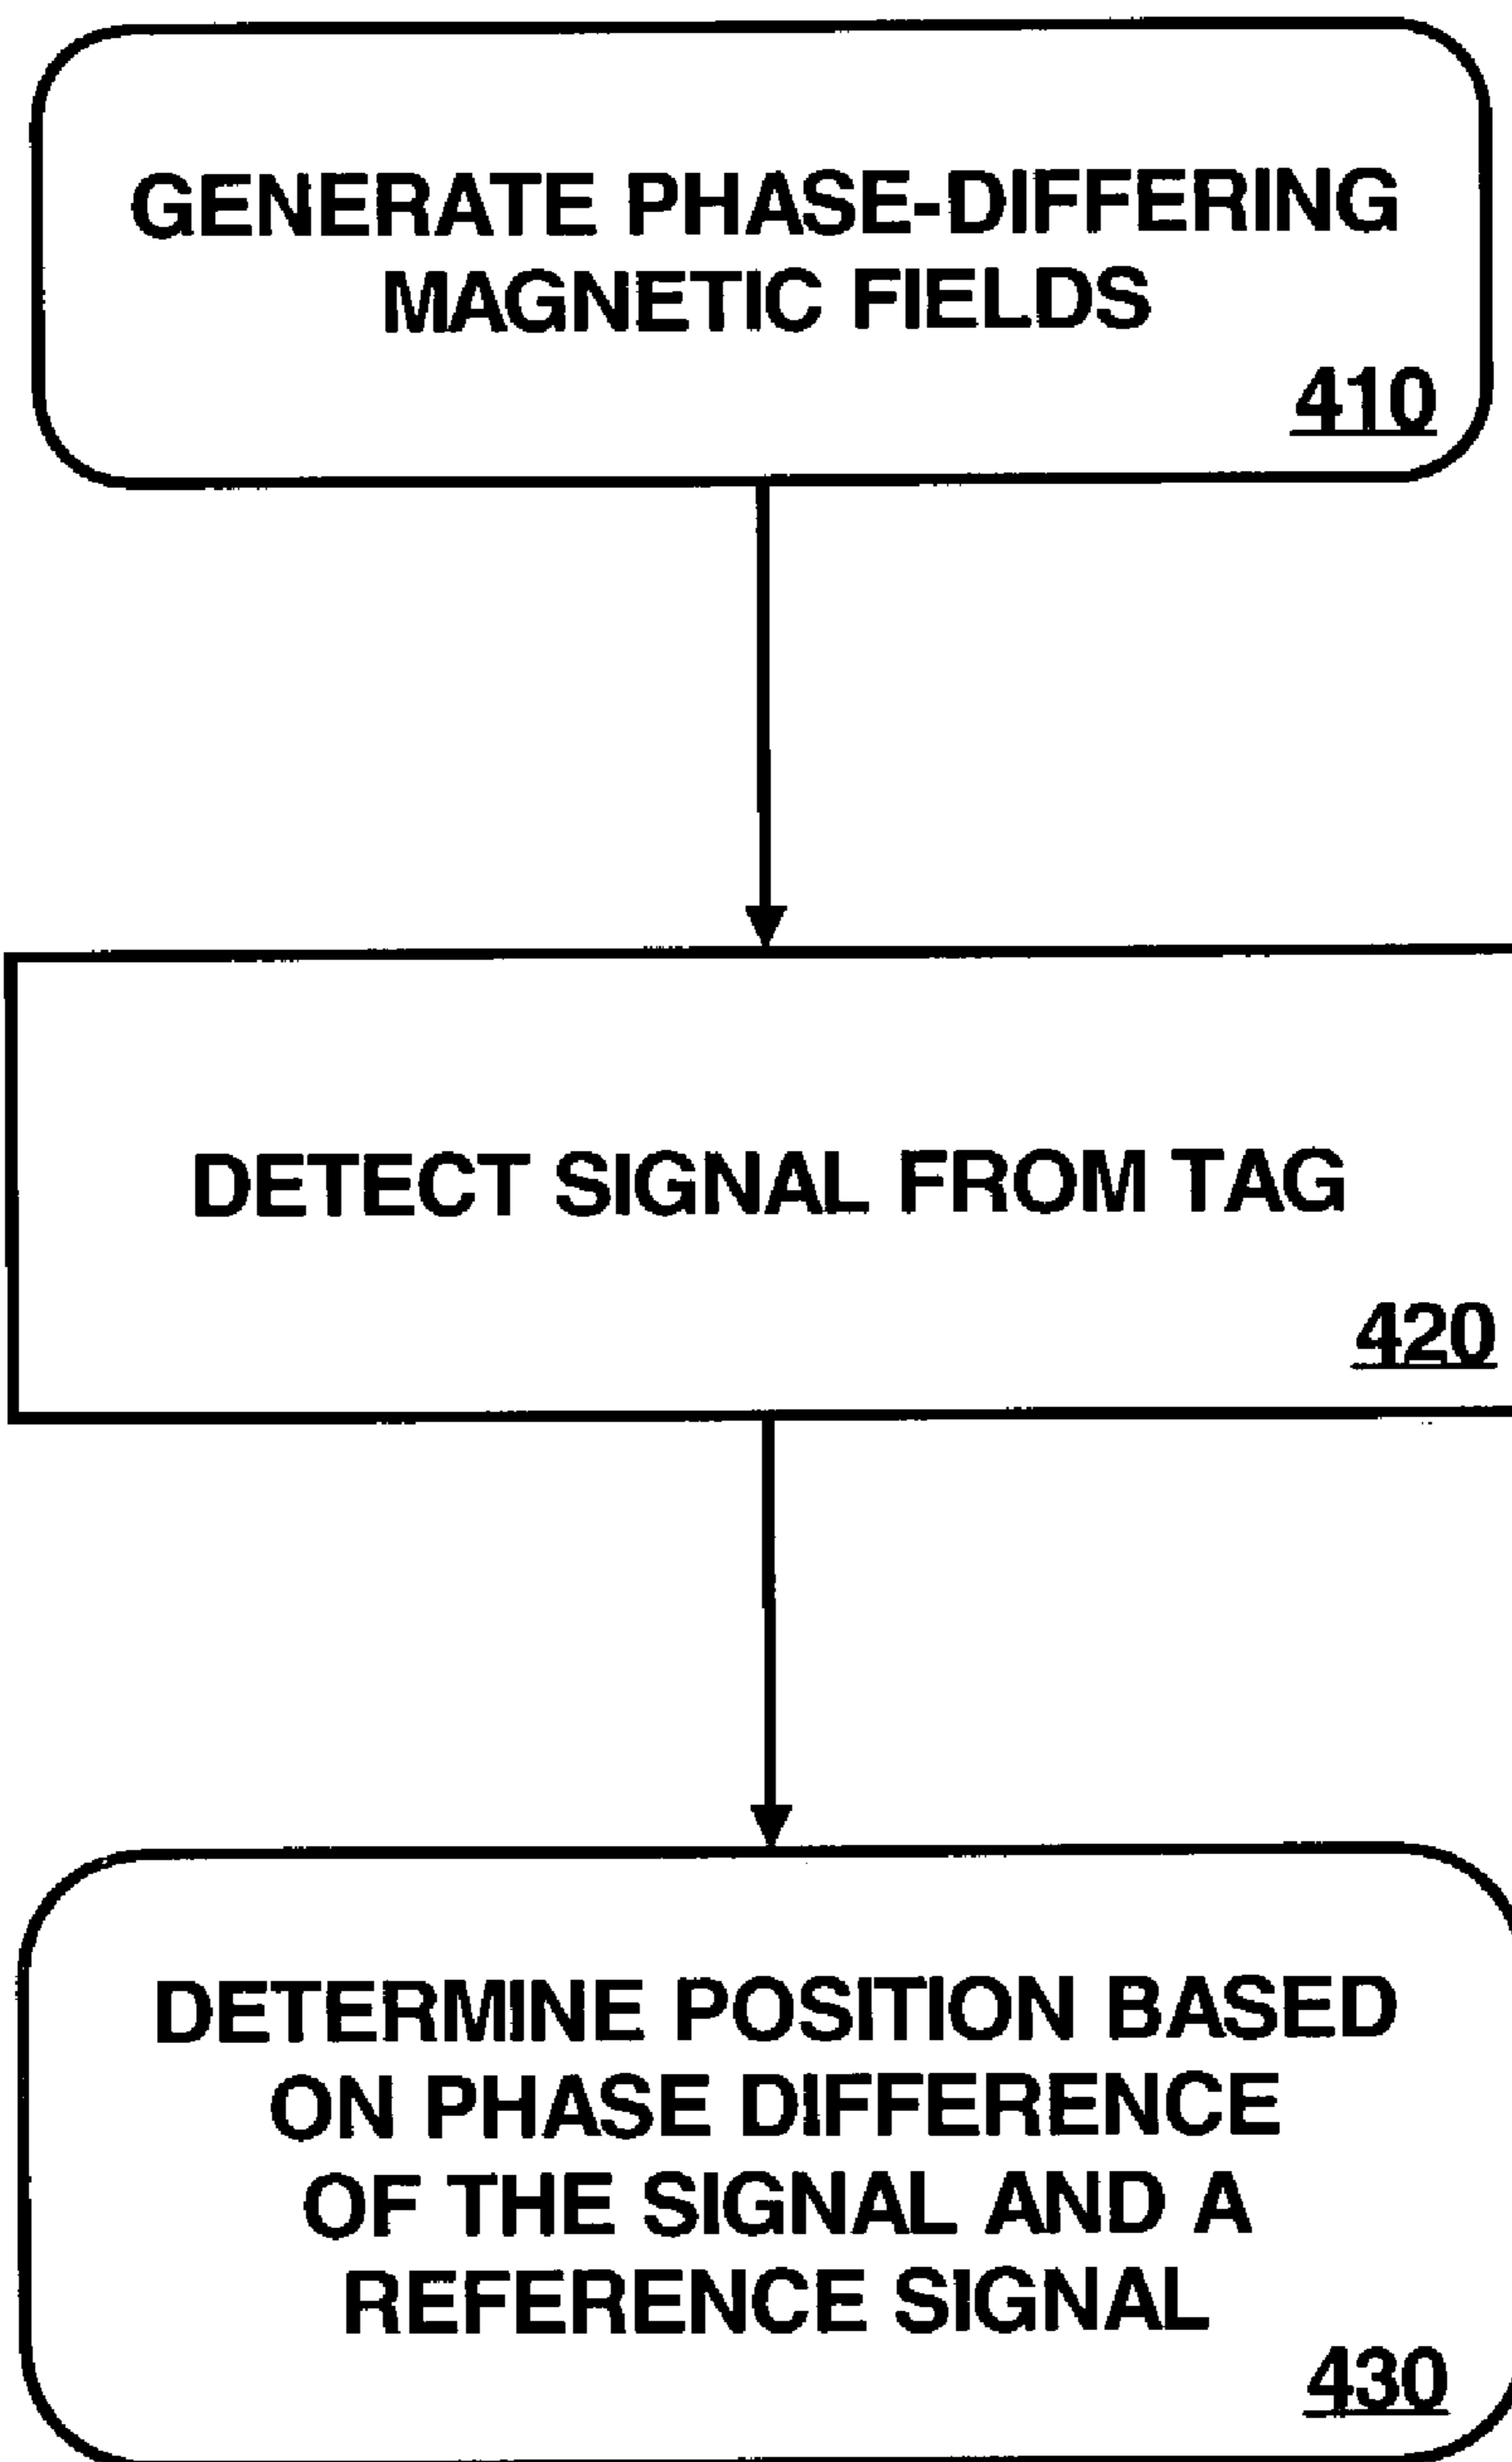 GENERATE PHASE-DIFFERING
MAGNETIC FIELDS
410
DETECT SIGNAL FROM TAG
420
DETERMINE POSITION BASED
ON PHASE DIFFERENCE
OF THE SIGNAL AND A
REFERENCE SIGNAL
430